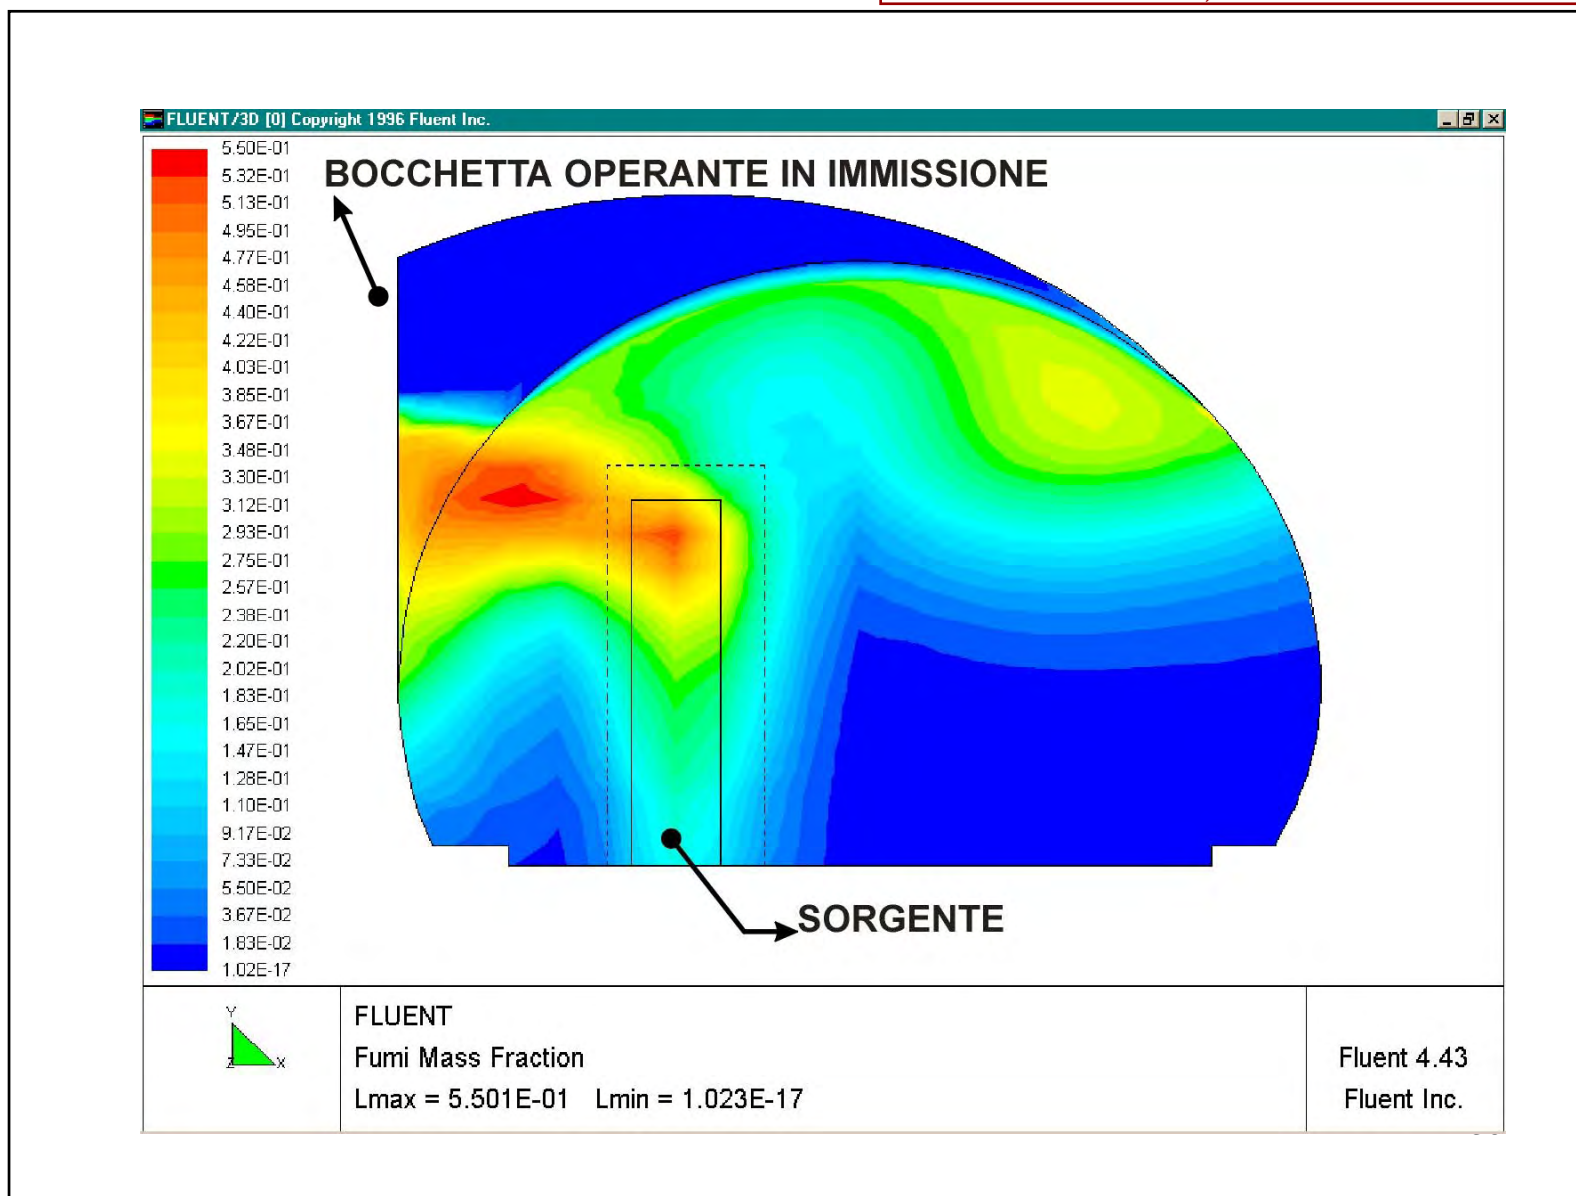 FLUENT/3D [0] Copyright 1996 Fluent Inc.
BOCCHETTA OPERANTE IN IMMISSIONE
5.50E-01
5.32E-01
5.13E-01
4.95E-01
4.77E-01
4.58E-01
4.40E-01
4.22E-01
4.03E-01
3.85E-01
3.67E-01
3.48E-01
3.30E-01
3.12E-01
2.93E-01
2.75E-01
2.57E-01
2.38E-01
2.20E-01
2.02E-01
1.83E-01
1.65E-01
1.47E-01
1.28E-01
1.10E-01
9.17E-02
7.33E-02
5.50E-02
3.67E-02
1.83E-02
1.02E-17
SORGENTE
Y
Z X
FLUENT
Fumi Mass Fraction
Lmax = 5.501E-01 Lmin = 1.023E-17
Fluent 4.43
Fluent Inc.